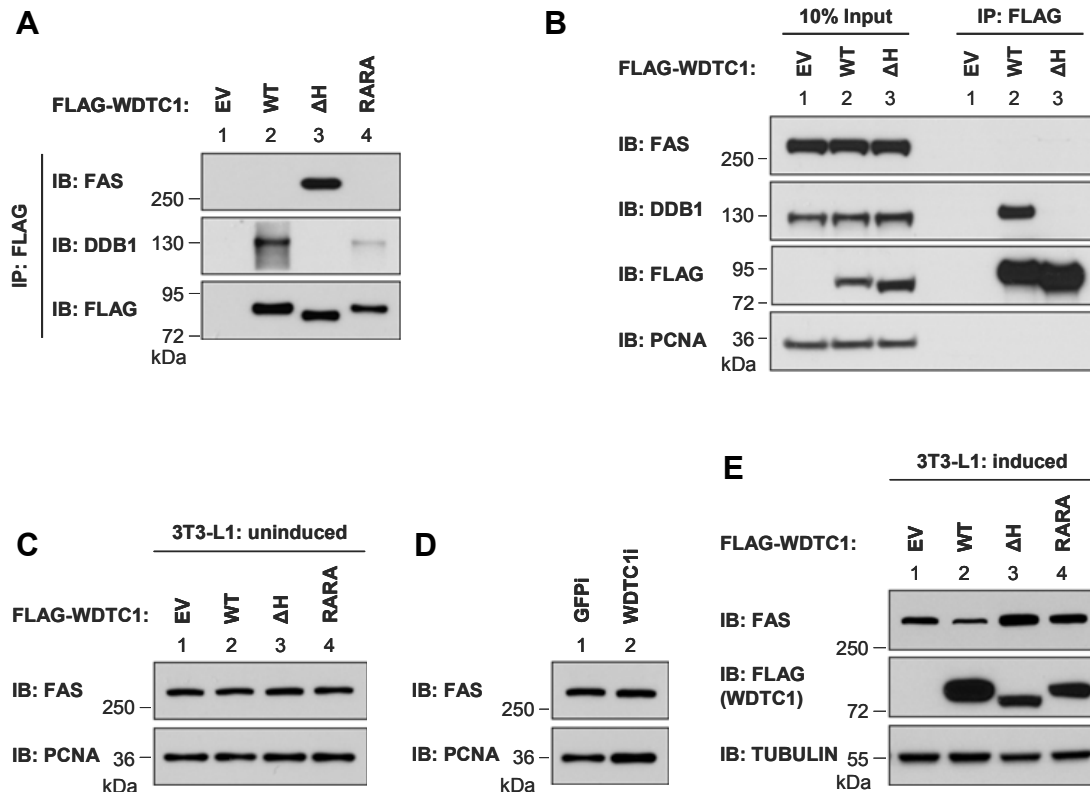 A
FLAG-WDTC1: EV WT ΔH RARA
1 2 3 4
IP: FLAG
IB: FAS
250
IB: DDB1 130
95
IB: FLAG
72
kDa
B
10% Input IP: FLAG
FLAG-WDTC1: EV WT ΔH EV WT ΔH
1 2 3 1 2 3
IB: FAS
250
IB: DDB1 130
95
IB: FLAG
72
IB: PCNA 36
kDa
C
3T3-L1: uninduced
FLAG-WDTC1: EV WT ΔH RARA
1 2 3 4
IB: FAS
250
IB: PCNA 36
kDa
D
GFPi WDTC1i
1 2
IB: FAS
250
IB: PCNA 36
kDa
E
3T3-L1: induced
FLAG-WDTC1: EV WT ΔH RARA
1 2 3 4
IB: FAS
250
IB: FLAG
(WDTC1)
72
IB: TUBULIN 55
kDa